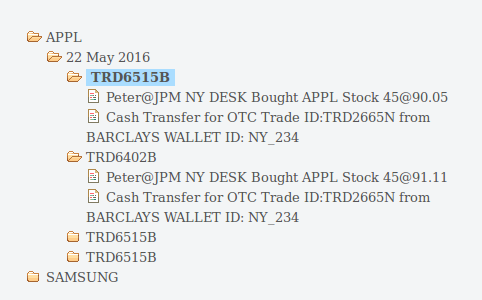 APPL
22 May 2016
TRD6515B
Peter@JPM NY DESK Bought APPL Stock 45@90.05
Cash Transfer for OTC Trade ID:TRD2665N from
BARCLAYS WALLET ID: NY_234
TRD6402B
Peter@JPM NY DESK Bought APPL Stock 45@91.11
Cash Transfer for OTC Trade ID:TRD2665N from
BARCLAYS WALLET ID: NY_234
TRD6515B
TRD6515B
SAMSUNG